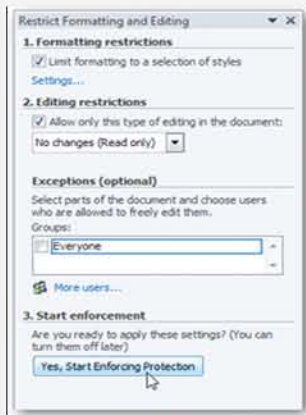 Restrict Formatting and Editing
1. Formatting restrictions
Limit formatting to a selection of styles
Settings...
2. Editing restrictions
Allow only this type of editing in the document:
No changes (Read only)
Exceptions (optional)
Select parts of the document and choose users
who are allowed to freely edit them.
Groups:
Everyone
More users...
3. Start enforcement
Are you ready to apply these settings? (You can
turn them off later)
Yes, Start Enforcing Protection